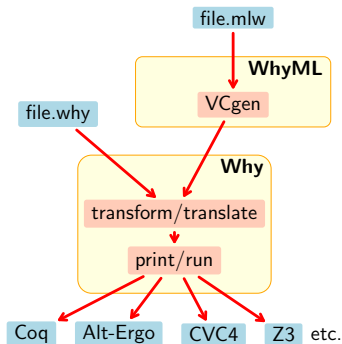 file.mlw
WhyML
VCgen
file.why
Why
transform/translate
print/run
Coq Alt-Ergo CVC4 Z3 etc.